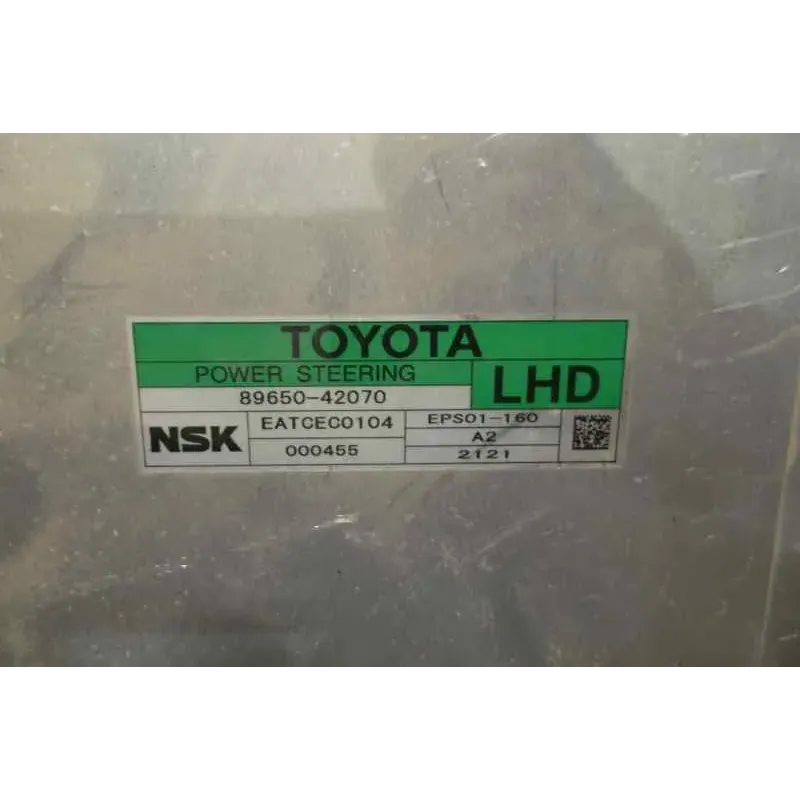 TOYOTA
POWER STEERING
LHD
89650-42070
NSK
EATCEC0104
EPS01-160
A2
000455
2121